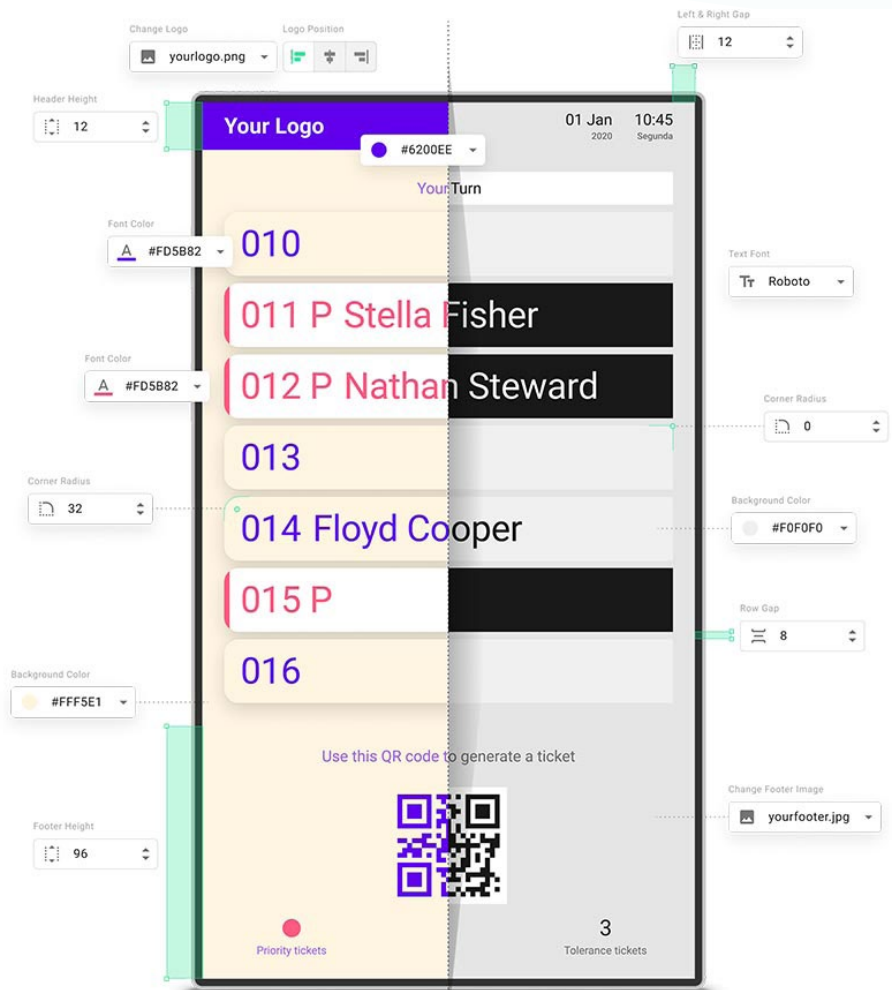 Left & Right Gap
12
Change Logo
Logo Position
yourlogo.png
Header Height
12
Your Logo
01 Jan
10:45
2020
Segunda
#6200EE
Your Turn
Font Color
#FD5B82
010
Text Font
Tт Roboto
011 P Stella Fisher
Font Color
A #FD5B82
012 P Nathan Steward
Corner Radius
0
013
Corner Radius
32
014 Floyd Cooper
Background Color
#F0F0F0
015 P
Row Gap
8
016
Background Color
#FFF5E1
Use this QR code to generate a ticket
Change Footer Image
yourfooter.jpg
Footer Height
96
Priority tickets
3
Tolerance tickets